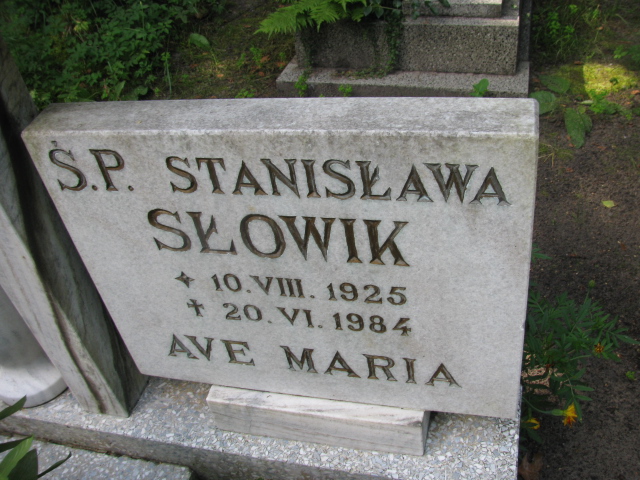 Ś.P. STANISŁAWA
SŁOWIK
✦ 10.VIII.1925
✝ 20.VI.1984
AVE MARIA